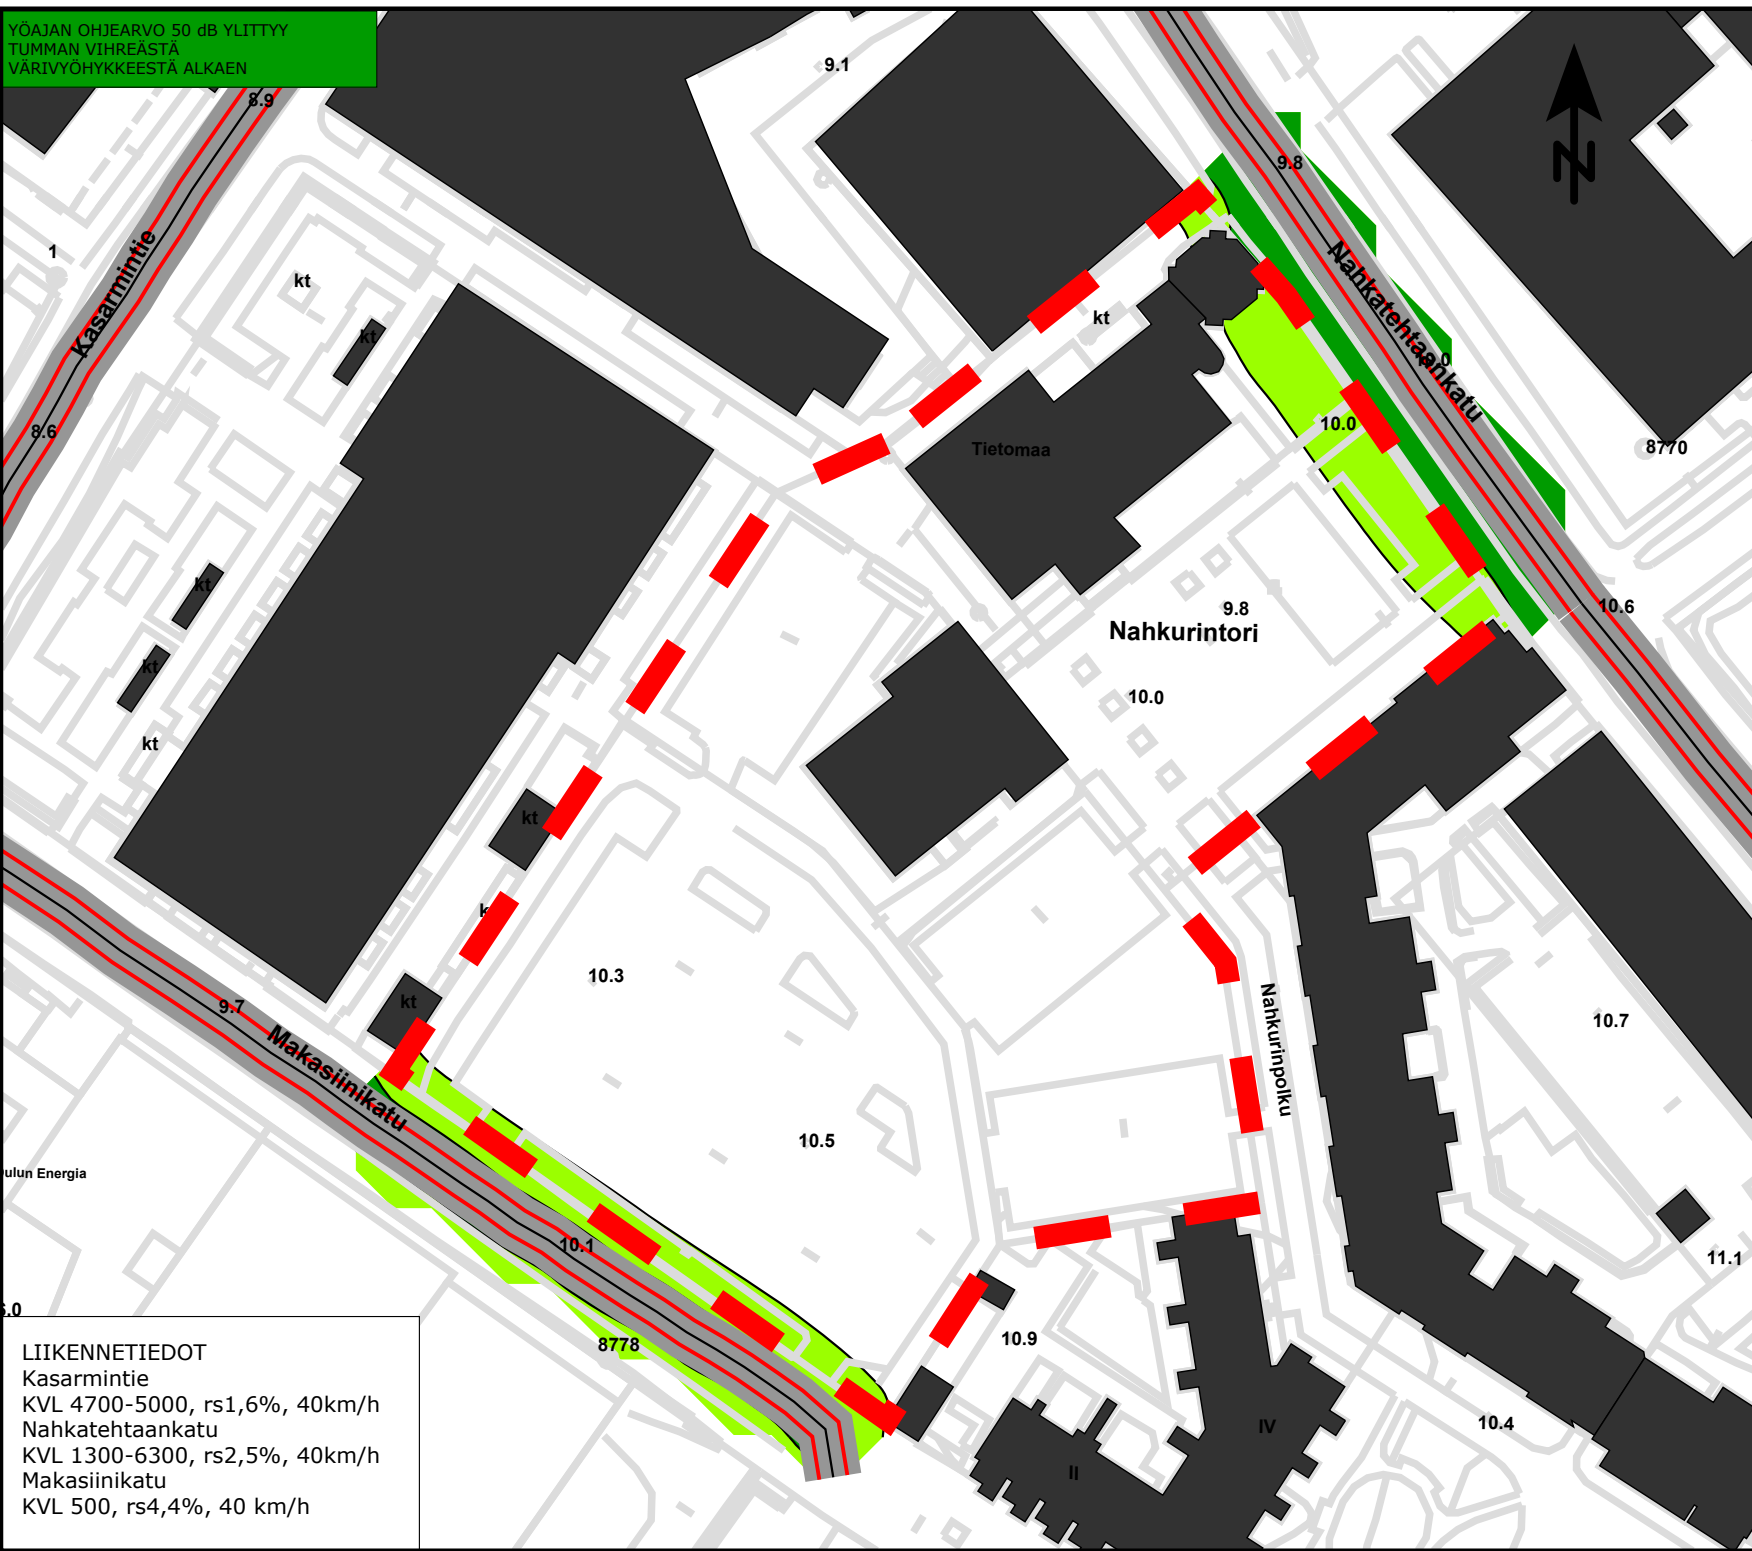 YÖAJAN OHJEARVO 50 dB YLITTYY
TUMMAN VIHREÄSTÄ
VÄRIVYÖHYKKEESTÄ ALKAEN
8.9
9.1
9.8
1
Kasarmintie
kt
kt
kt
Nahkatehtaankatu
8.6
10.0
8770
Tietomaa
kt
9.8
10.6
Nahkurintori
kt
10.0
kt
kt
10.3
9.7
kt
Makasiinikatu
Nahkurinpolku
10.7
10.5
ulun Energia
10.1
11.1
8778
10.9
10.4
IV
II
LIIKENNETIEDOT
Kasarmintie
KVL 4700-5000, rs1,6%, 40km/h
Nahkatehtaankatu
KVL 1300-6300, rs2,5%, 40km/h
Makasiinikatu
KVL 500, rs4,4%, 40 km/h